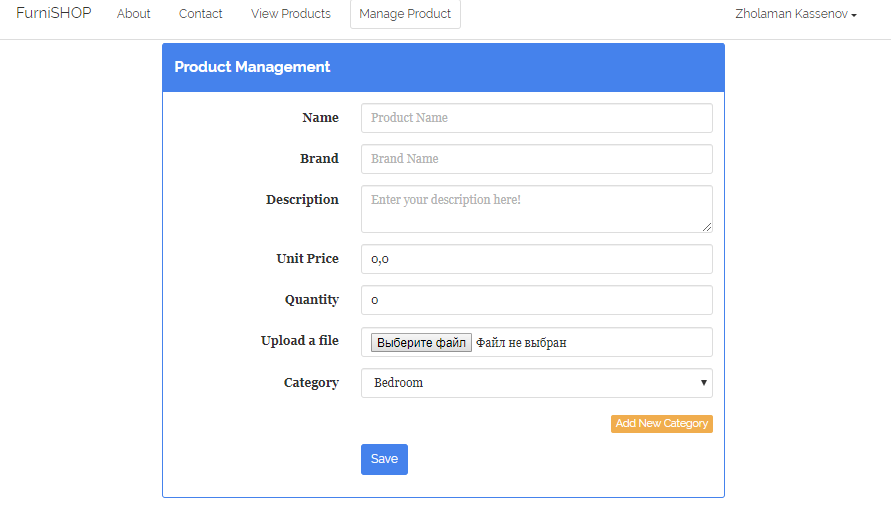 FurniSHOP About Contact View Products Manage Product Zholaman Kassenov
Product Management
Name Product Name
Brand Brand Name
Description Enter your description here!
Unit Price 0,0
Quantity 0
Upload a file Выберите файл Файл не выбран
Category Bedroom
Add New Category
Save